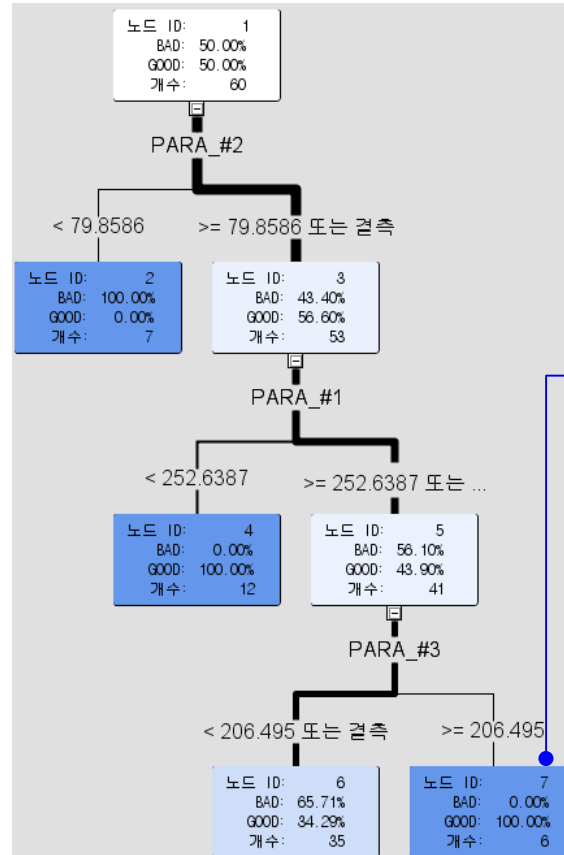 노드 ID: 1
BAD: 50.00%
GOOD: 50.00%
개수: 60
PARA_#2
< 79.8586
>= 79.8586 또는 결측
노드 ID: 2
BAD: 100.00%
GOOD: 0.00%
개수: 7
노드 ID: 3
BAD: 43.40%
GOOD: 56.60%
개수: 53
PARA_#1
< 252.6387
>= 252.6387 또는 ...
노드 ID: 4
BAD: 0.00%
GOOD: 100.00%
개수: 12
노드 ID: 5
BAD: 56.10%
GOOD: 43.90%
개수: 41
PARA_#3
< 206.495 또는 결측
>= 206.495
노드 ID: 6
BAD: 65.71%
GOOD: 34.29%
개수: 35
노드 ID: 7
BAD: 0.00%
GOOD: 100.00%
개수: 6